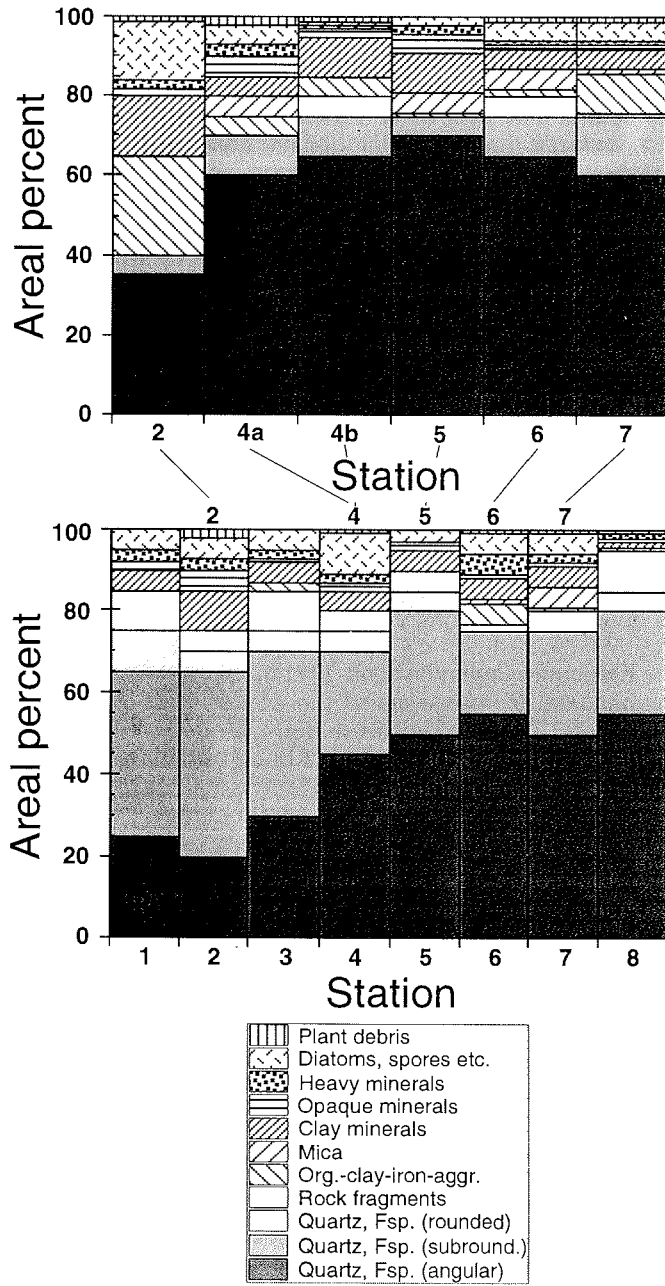 100
80
60
40
20
0
Areal percent
2 4a 4b 5 6 7
Station
2 4 5 6 7
100
80
60
40
20
0
Areal percent
1 2 3 4 5 6 7 8
Station
Plant debris
Diatoms, spores etc.
Heavy minerals
Opaque minerals
Clay minerals
Mica
Org.-clay-iron-aggr.
Rock fragments
Quartz, Fsp. (rounded)
Quartz, Fsp. (subround.)
Quartz, Fsp. (angular)